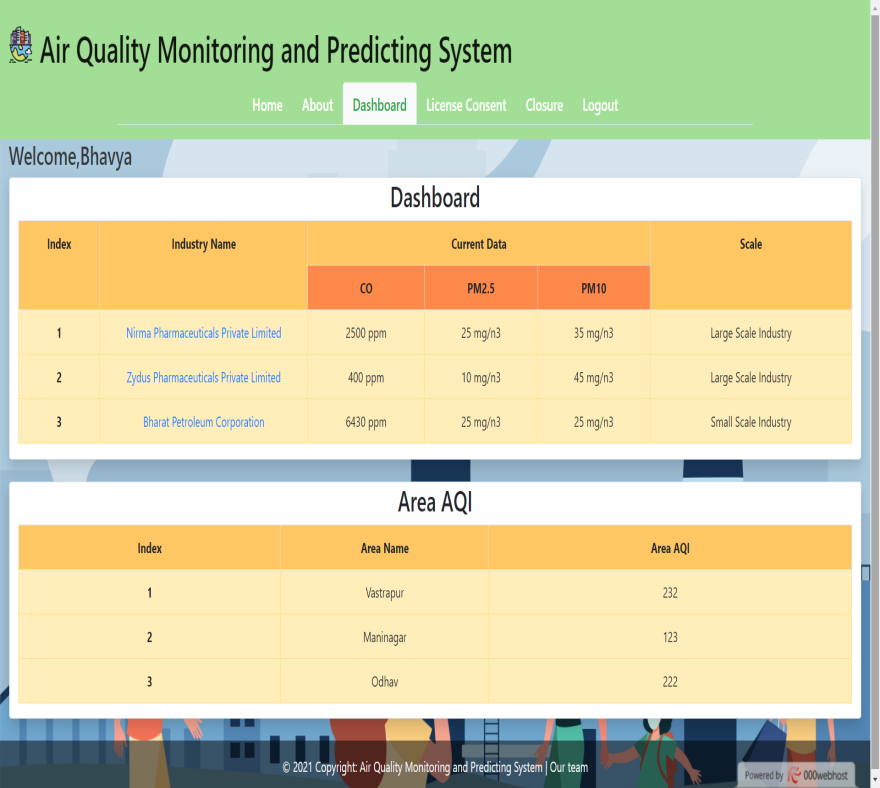 Air Quality Monitoring and Predicting System
Home About Dashboard License Consent Closure Logout
Welcome,Bhavya
Dashboard
Index Industry Name Current Data Scale
CO PM2.5 PM10
1 Nirma Pharmaceuticals Private Limited 2500 ppm 25 mg/n3 35 mg/n3 Large Scale Industry
2 Zydus Pharmaceuticals Private Limited 400 ppm 10 mg/n3 45 mg/n3 Large Scale Industry
3 Bharat Petroleum Corporation 6430 ppm 25 mg/n3 25 mg/n3 Small Scale Industry
Area AQI
Index Area Name Area AQI
1 Vastrapur 232
2 Maninagar 123
3 Odhav 222
© 2021 Copyright: Air Quality Monitoring and Predicting System | Our team
Powered by 000webhost